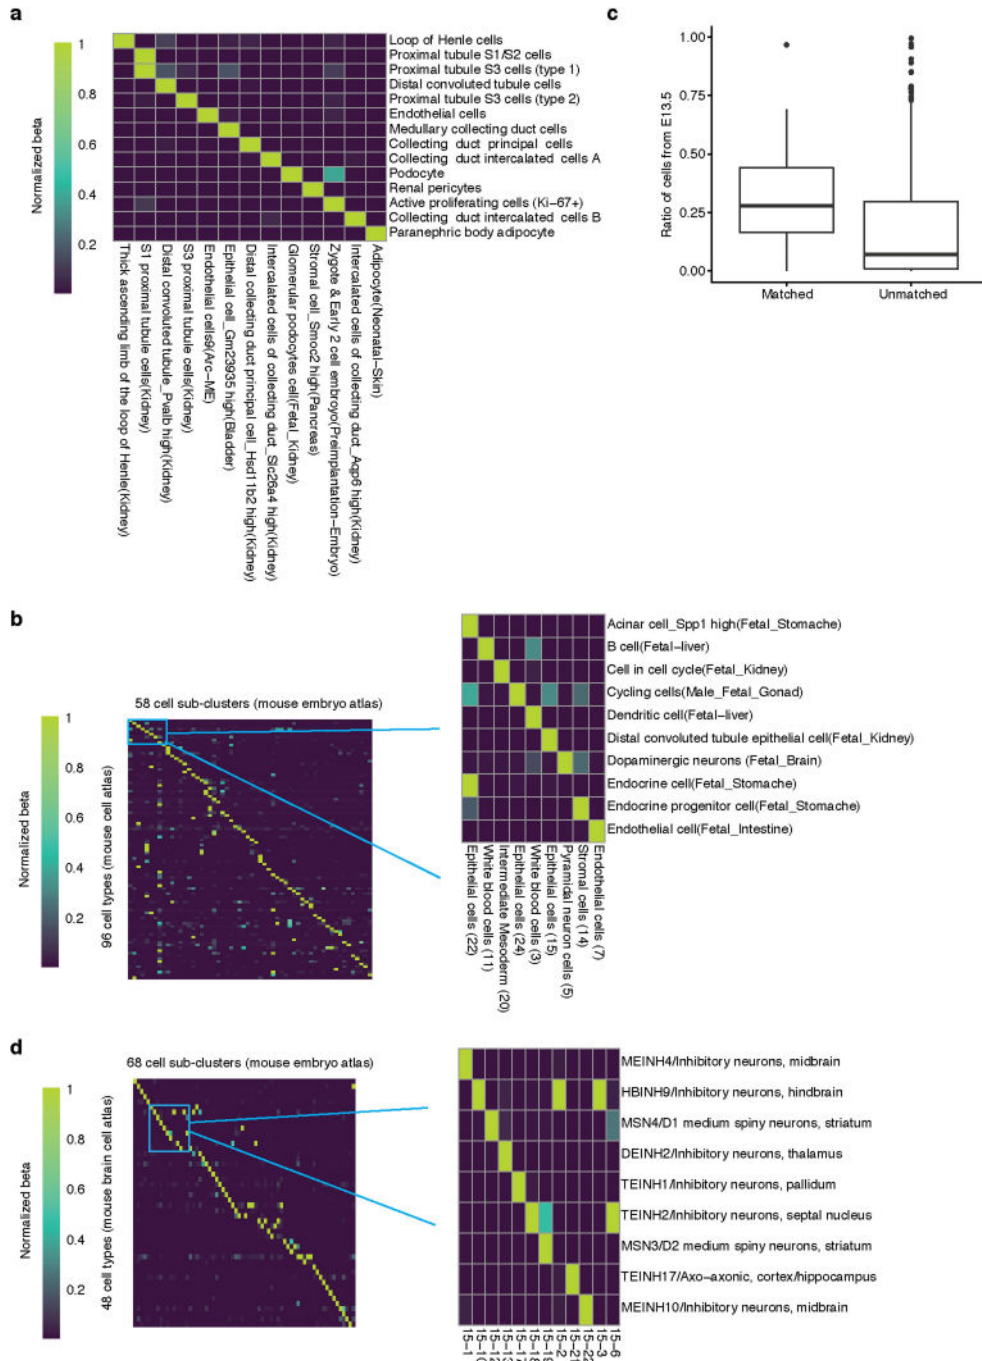 a
Normalized beta
1
0.8
0.6
0.4
0.2
Loop of Henle cells
Proximal tubule S1/S2 cells
Proximal tubule S3 cells (type 1)
Distal convoluted tubule cells
Proximal tubule S3 cells (type 2)
Endothelial cells
Medullary collecting duct cells
Collecting duct principal cells
Collecting duct intercalated cells A
Podocyte
Renal pericytes
Active proliferating cells (Ki-67+)
Collecting duct intercalated cells B
Paranephric body adipocyte
Thick ascending limb of the loop of Henle(Kidney)
S1 proximal tubule cells(Kidney)
Distal convoluted tubule_Pvalb high(Kidney)
S3 proximal tubule cells(Kidney)
Endothelial cells9(Arc-ME)
Epithelial cell_Gm23935 high(Bladder)
Distal collecting duct principal cell_Hsd11b2 high(Kidney)
Intercalated cells of collecting duct_Slc26a4 high(Kidney)
Glomerular podocytes cell(Fetal_Kidney)
Stromal cell_Smoc2 high(Pancreas)
Zygote & Early 2 cell embroyo(Preimplantation-Embryo)
Intercalated cells of collecting duct_Aqp6 high(Kidney)
Adipocyte(Neonatal-Skin)
c
Ratio of cells from E13.5
1.00
0.75
0.50
0.25
0.00
Matched
Unmatched
b
Normalized beta
1
0.8
0.6
0.4
0.2
58 cell sub-clusters (mouse embryo atlas)
96 cell types (mouse cell atlas)
Acinar cell_Spp1 high(Fetal_Stomache)
B cell(Fetal-liver)
Cell in cell cycle(Fetal_Kidney)
Cycling cells(Male_Fetal_Gonad)
Dendritic cell(Fetal-liver)
Distal convoluted tubule epithelial cell(Fetal_Kidney)
Dopaminergic neurons (Fetal_Brain)
Endocrine cell(Fetal_Stomache)
Endocrine progenitor cell(Fetal_Stomache)
Endothelial cell(Fetal_Intestine)
Epithelial cells (22)
White blood cells (11)
Intermediate Mesoderm (20)
Epithelial cells (24)
White blood cells (3)
Epithelial cells (15)
Pyramidal neuron cells (5)
Stromal cells (14)
Endothelial cells (7)
d
Normalized beta
1
0.8
0.6
0.4
0.2
68 cell sub-clusters (mouse embryo atlas)
48 cell types (mouse brain cell atlas)
MEINH4/Inhibitory neurons, midbrain
HBINH9/Inhibitory neurons, hindbrain
MSN4/D1 medium spiny neurons, striatum
DEINH2/Inhibitory neurons, thalamus
TEINH1/Inhibitory neurons, pallidum
TEINH2/Inhibitory neurons, septal nucleus
MSN3/D2 medium spiny neurons, striatum
TEINH17/Axo-axonic, cortex/hippocampus
MEINH10/Inhibitory neurons, midbrain
15-1
15-2
15-21
15-22
15-3
15-6